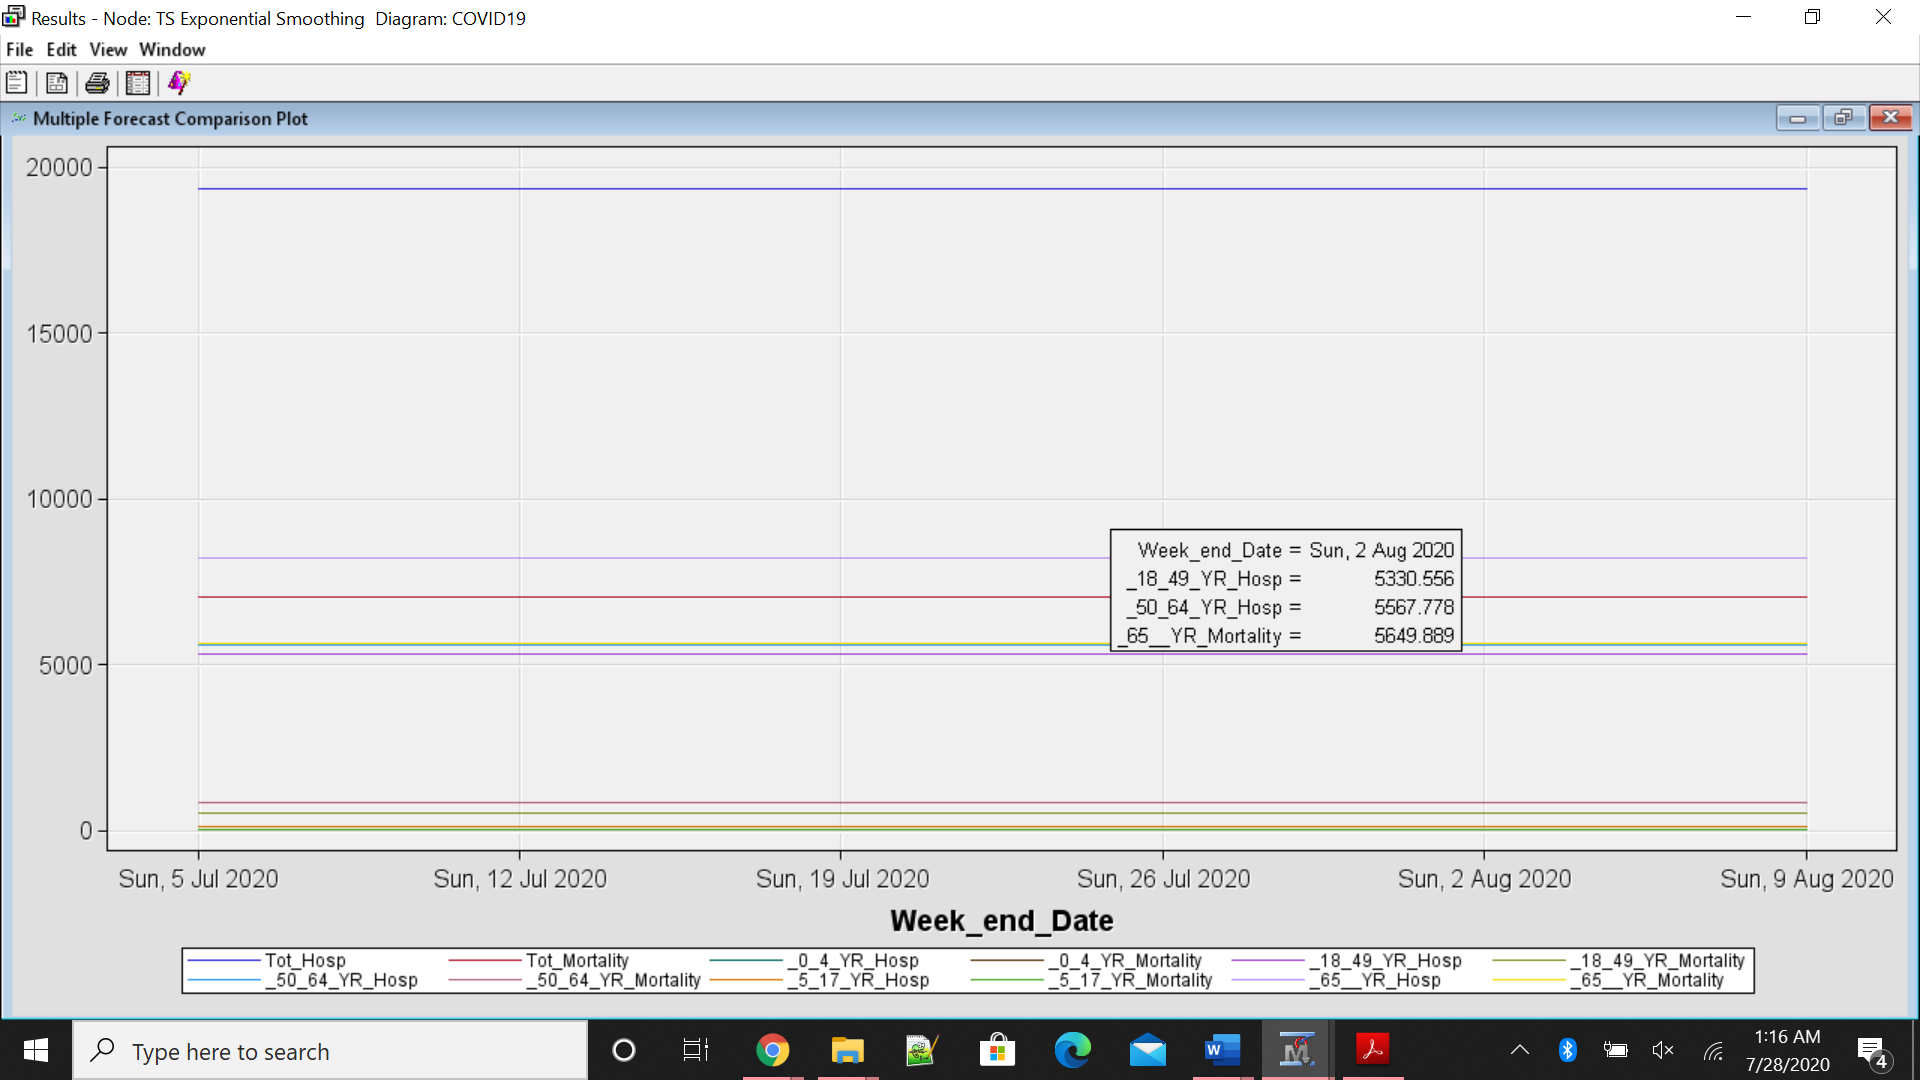 Results - Node: TS Exponential Smoothing  Diagram: COVID19
File Edit View Window
Multiple Forecast Comparison Plot
20000
15000
10000
5000
0
Week_end_Date = Sun, 2 Aug 2020
_18_49_YR_Hosp = 5330.556
_50_64_YR_Hosp = 5567.778
_65__YR_Mortality = 5649.889
Sun, 5 Jul 2020 Sun, 12 Jul 2020 Sun, 19 Jul 2020 Sun, 26 Jul 2020 Sun, 2 Aug 2020 Sun, 9 Aug 2020
Week_end_Date
Tot_Hosp Tot_Mortality _0_4_YR_Hosp _0_4_YR_Mortality _18_49_YR_Hosp _18_49_YR_Mortality
_50_64_YR_Hosp _50_64_YR_Mortality _5_17_YR_Hosp _5_17_YR_Mortality _65__YR_Hosp _65__YR_Mortality
Type here to search
1:16 AM
7/28/2020
4